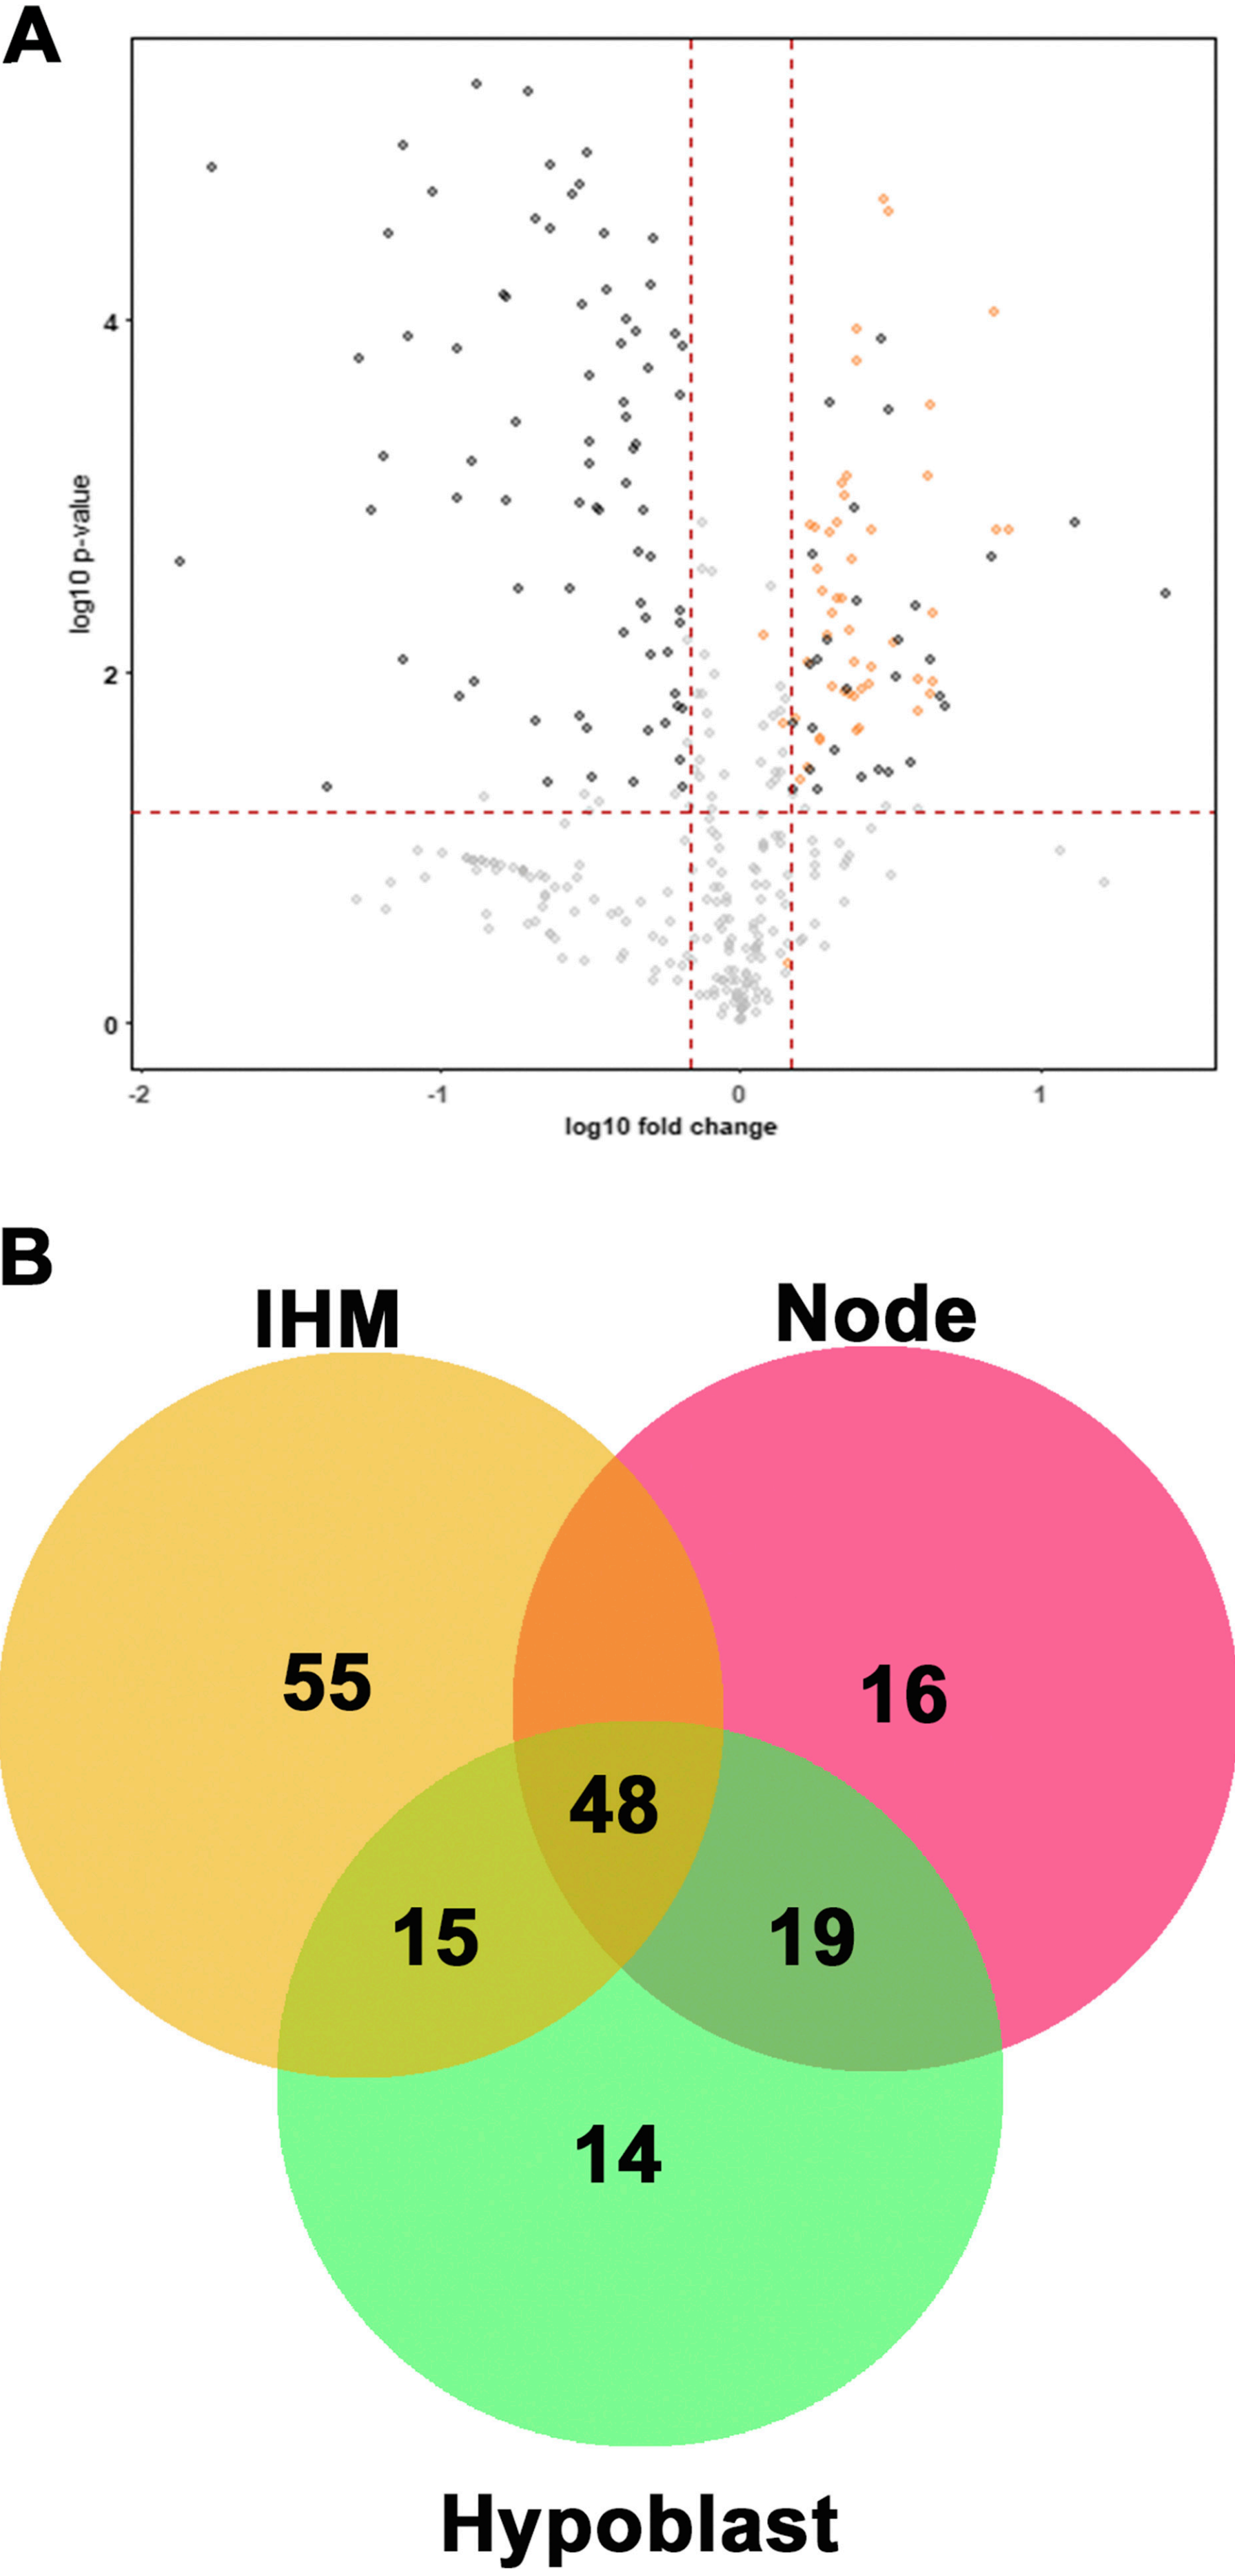 A
4
2
0
log10 p-value
-2 -1 0 1
log10 fold change
B
IHM Node
55 16
48
15 19
14
Hypoblast